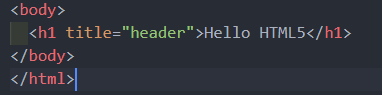 <body>
  <h1 title="header">Hello HTML5</h1>
</body>
</html>